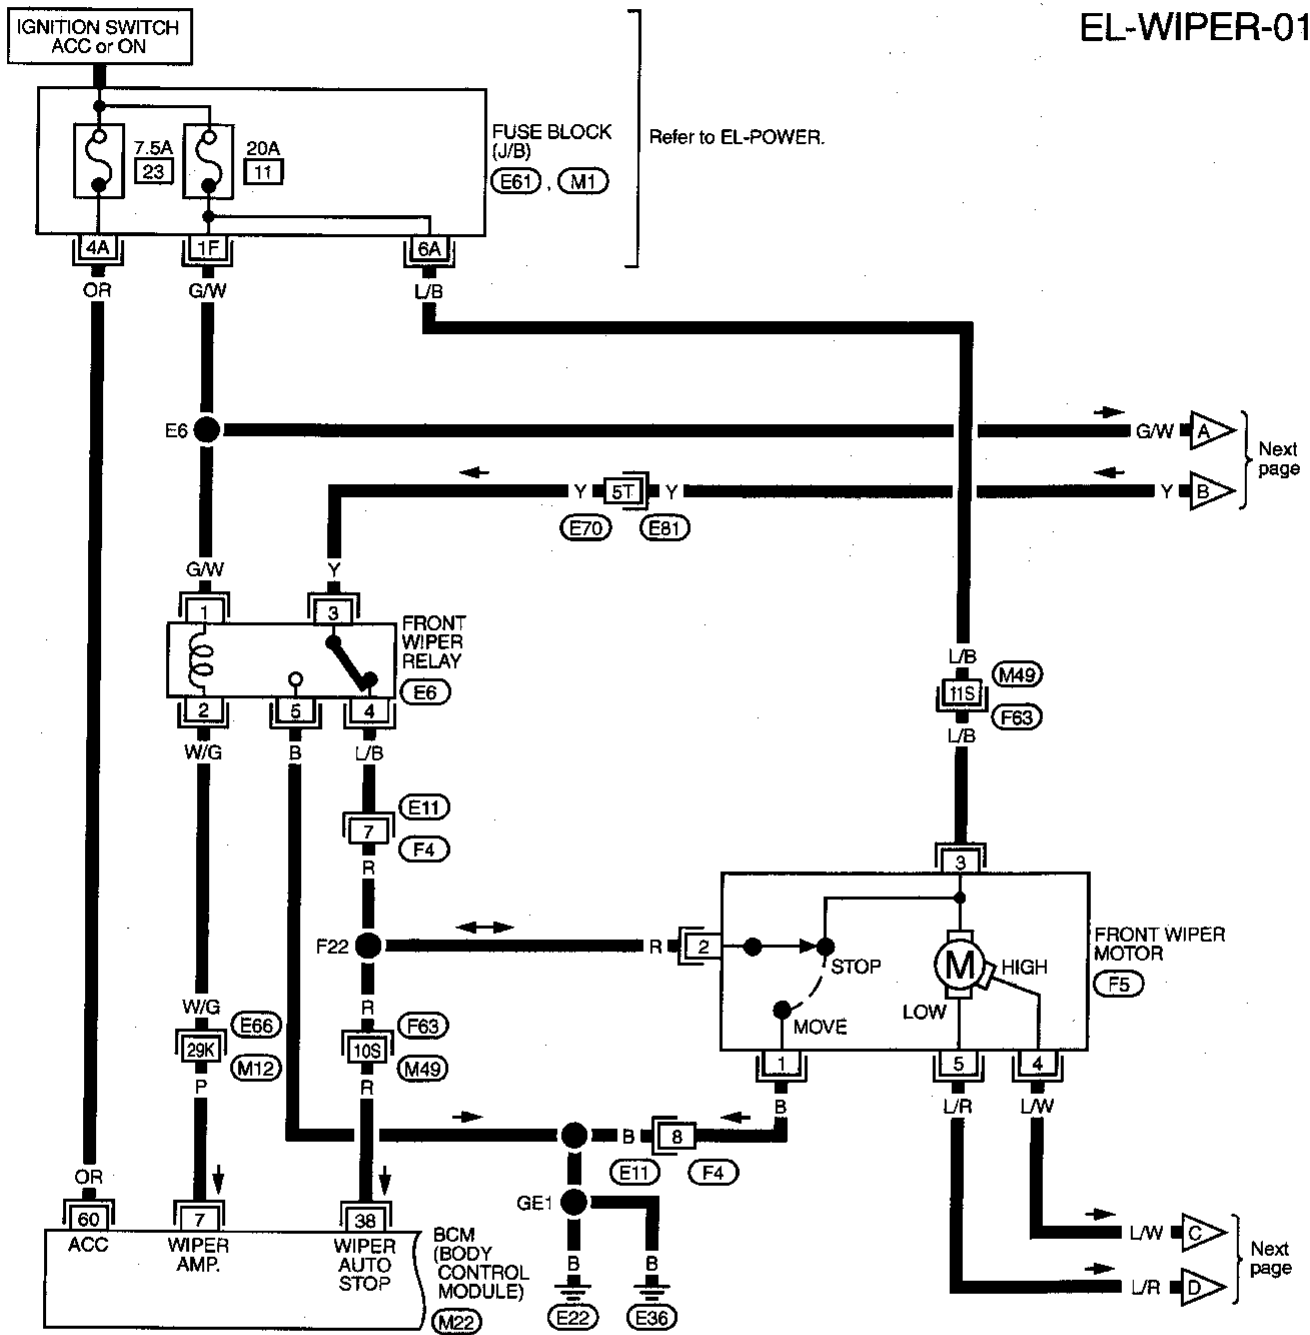 EL-WIPER-01
IGNITION SWITCH
ACC or ON
7.5A
23
20A
11
FUSE BLOCK
(J/B)
E61 , M1
Refer to EL-POWER.
4A
1F
6A
OR
G/W
L/B
E6
G/W
A
Next
page
Y
5T
Y
Y
B
E70
E81
G/W
Y
1
3
FRONT
WIPER
RELAY
E6
2
5
4
W/G
B
L/B
L/B
11S
M49
F63
L/B
7
E11
F4
R
3
F22
R
2
STOP
MOVE
M
HIGH
LOW
FRONT WIPER
MOTOR
F5
1
5
4
B
L/R
L/W
W/G
29K
E66
M12
P
R
10S
F63
M49
R
B
8
E11
F4
GE1
B
B
E22
E36
OR
60
7
38
ACC
WIPER
AMP.
WIPER
AUTO
STOP
BCM
(BODY
CONTROL
MODULE)
M22
L/W
C
L/R
D
Next
page